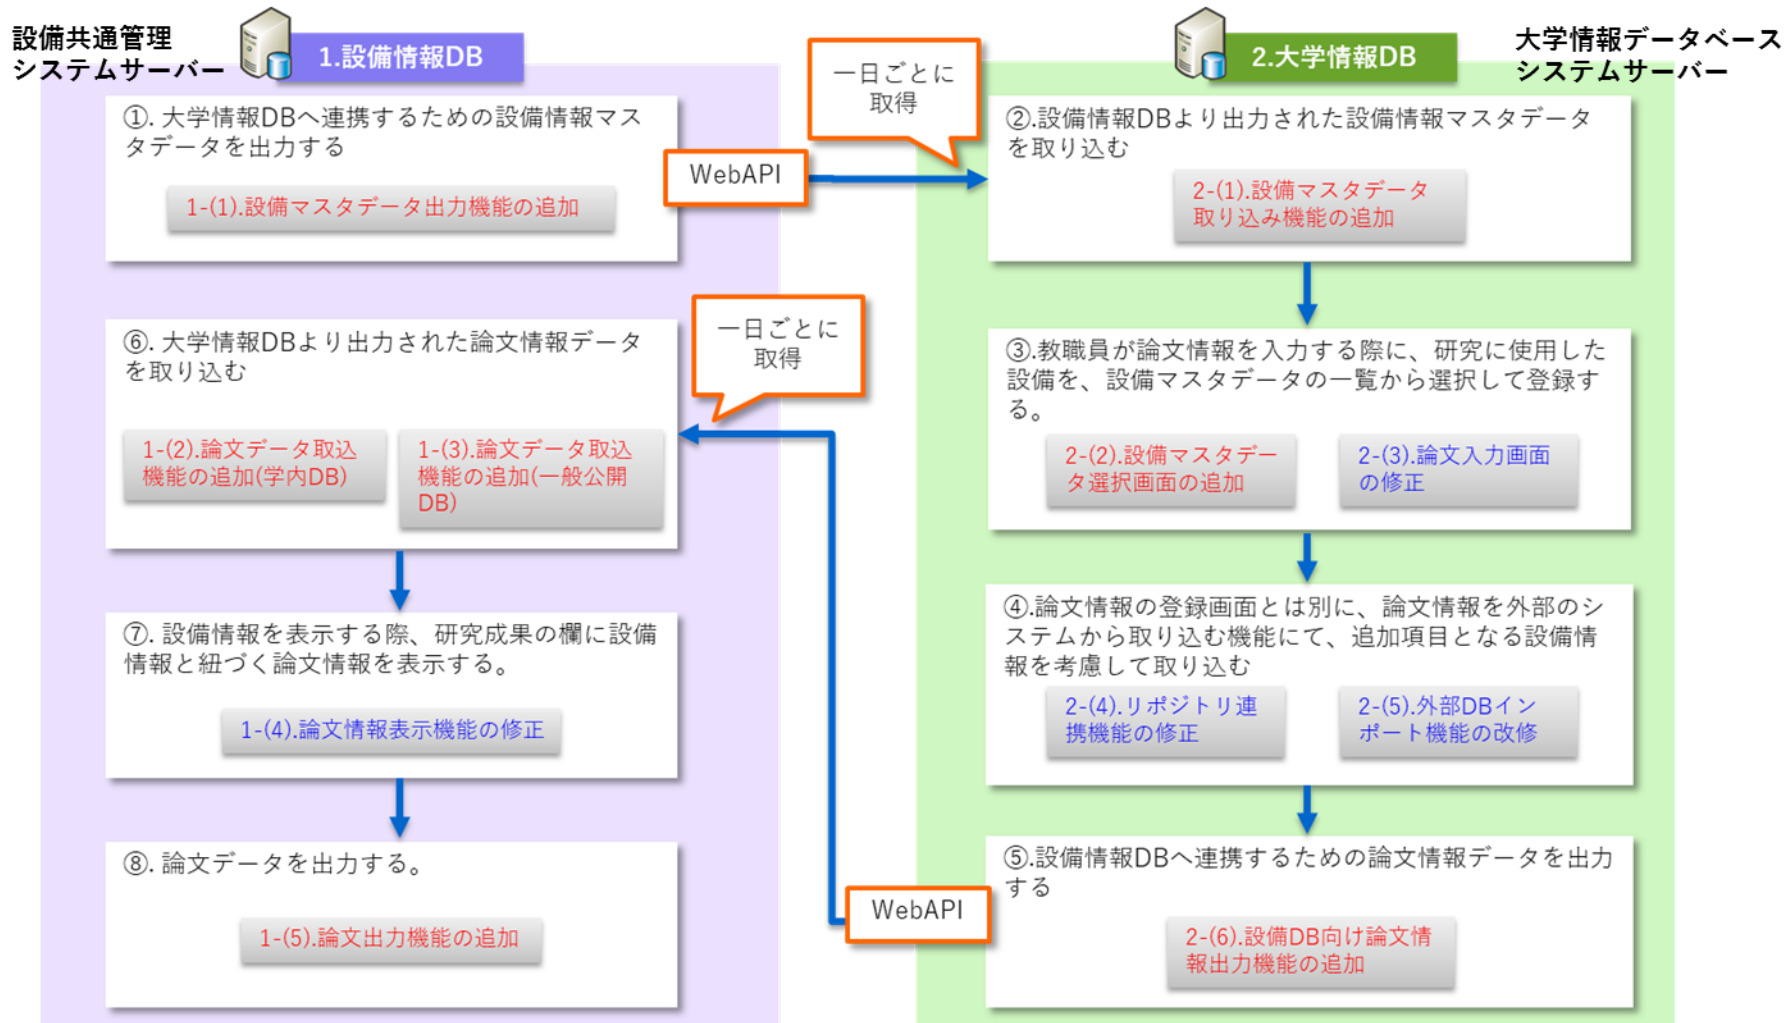 設備共通管理
システムサーバー
1.設備情報DB
①. 大学情報DBへ連携するための設備情報マス
タデータを出力する
1-(1).設備マスタデータ出力機能の追加
WebAPI
一日ごとに
取得
2.大学情報DB
大学情報データベース
システムサーバー
②.設備情報DBより出力された設備情報マスタデータ
を取り込む
2-(1).設備マスタデータ
取り込み機能の追加
③.教職員が論文情報を入力する際に、研究に使用した
設備を、設備マスタデータの一覧から選択して登録す
る。
2-(2).設備マスタデー
タ選択画面の追加
2-(3).論文入力画面
の修正
④.論文情報の登録画面とは別に、論文情報を外部のシ
ステムから取り込む機能にて、追加項目となる設備情
報を考慮して取り込む
2-(4).リポジトリ連
携機能の修正
2-(5).外部DBイン
ポート機能の改修
⑤.設備情報DBへ連携するための論文情報データを出力
する
2-(6).設備DB向け論文情
報出力機能の追加
WebAPI
一日ごとに
取得
⑥. 大学情報DBより出力された論文情報データ
を取り込む
1-(2).論文データ取込
機能の追加(学内DB)
1-(3).論文データ取込
機能の追加(一般公開
DB)
⑦. 設備情報を表示する際、研究成果の欄に設備
情報と紐づく論文情報を表示する。
1-(4).論文情報表示機能の修正
⑧. 論文データを出力する。
1-(5).論文出力機能の追加